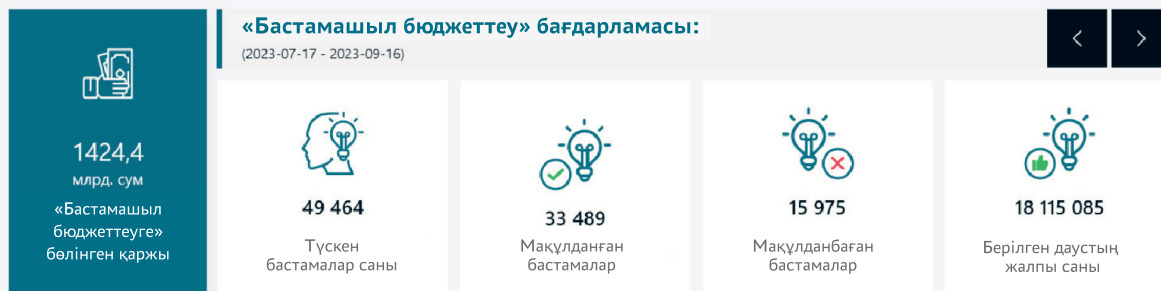 1424,4
млрд. сум
«Бастамашыл
бюджеттеуге»
бөлінген қаржы
«Бастамашыл бюджеттеу» бағдарламасы:
(2023-07-17 - 2023-09-16)
49 464
Түскен
бастамалар саны
33 489
Мақұлданған
бастамалар
15 975
Мақұлданбаған
бастамалар
18 115 085
Берілген даустың
жалпы саны